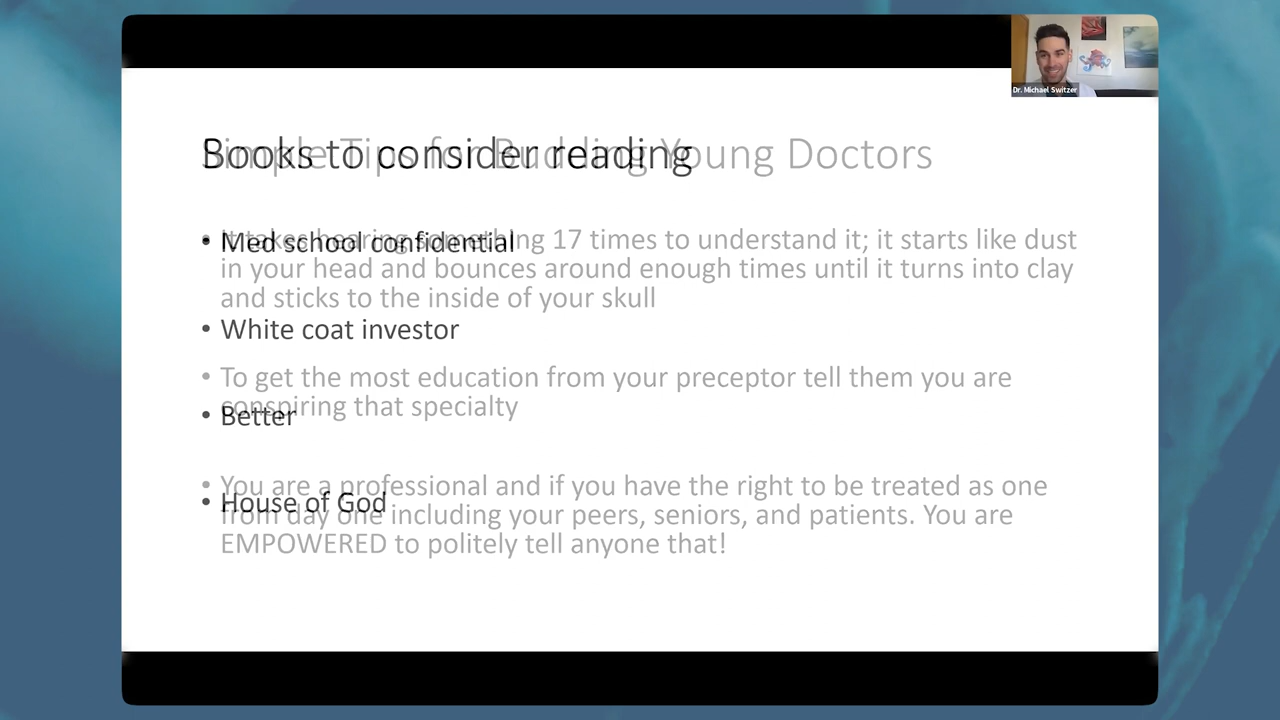 Dr. Michael Switzer
Books to consider reading
Simple Tips for Budding Young Doctors
• Med school confidential
• White coat investor
• Better
• House of God
• It takes hearing something 17 times to understand it; it starts like dust
in your head and bounces around enough times until it turns into clay
and sticks to the inside of your skull
• To get the most education from your preceptor tell them you are
conspiring that specialty
• You are a professional and if you have the right to be treated as one
from day one including your peers, seniors, and patients. You are
EMPOWERED to politely tell anyone that!